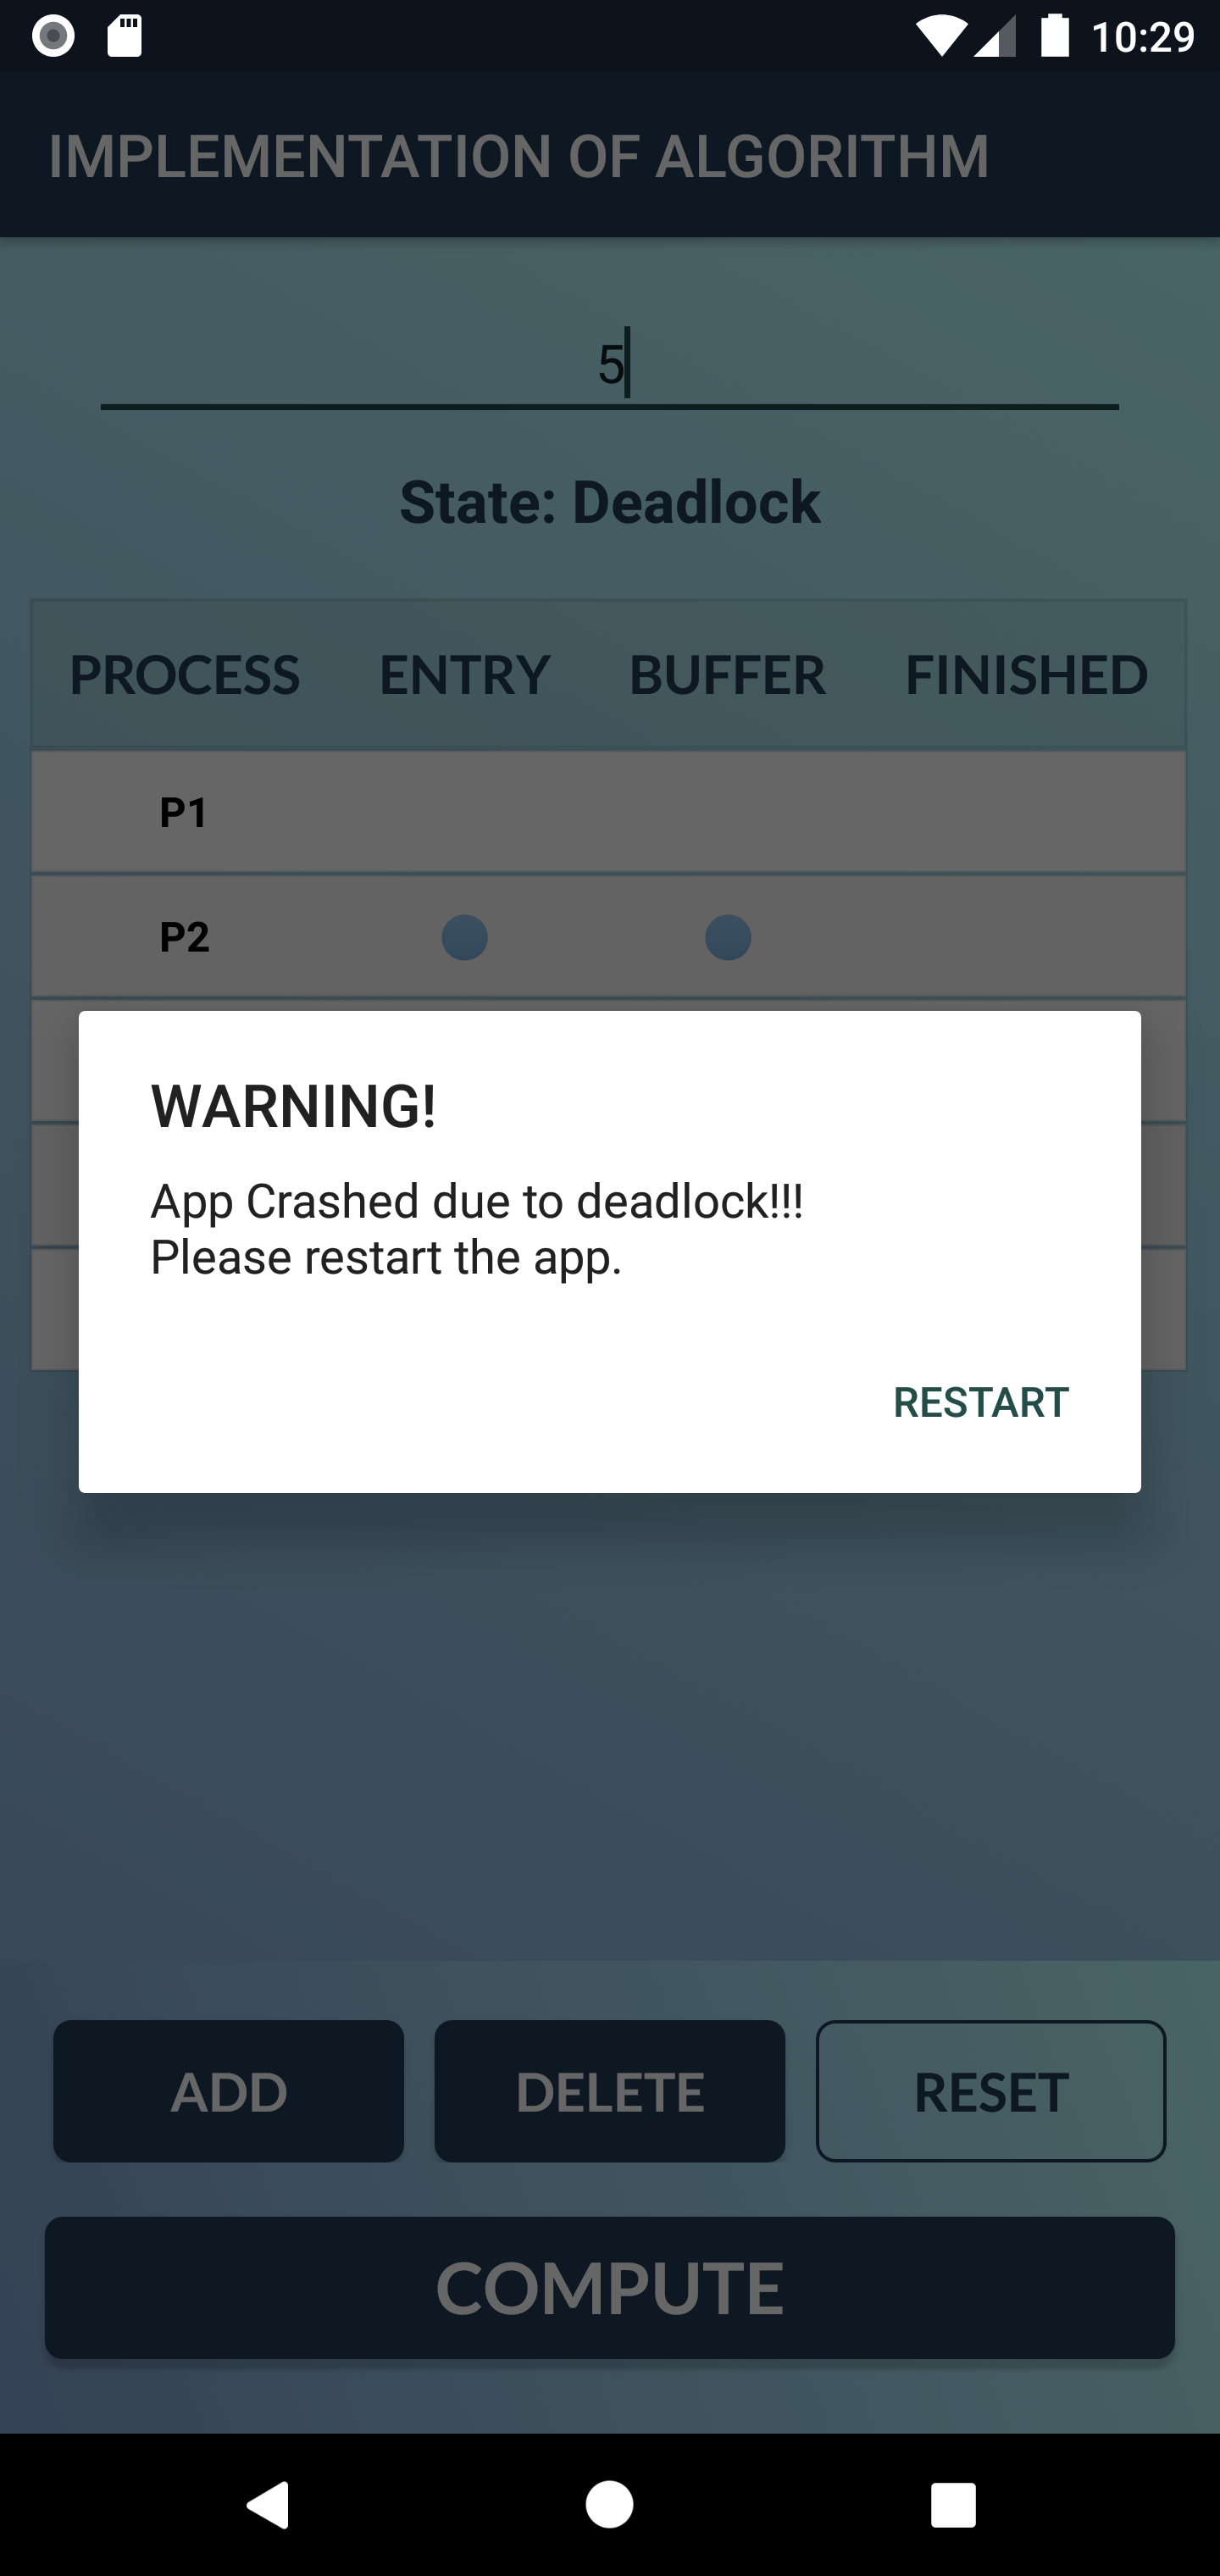 10:29
IMPLEMENTATION OF ALGORITHM
5
State: Deadlock
PROCESS ENTRY BUFFER FINISHED
P1
P2
WARNING!
App Crashed due to deadlock!!!
Please restart the app.
RESTART
ADD DELETE RESET
COMPUTE